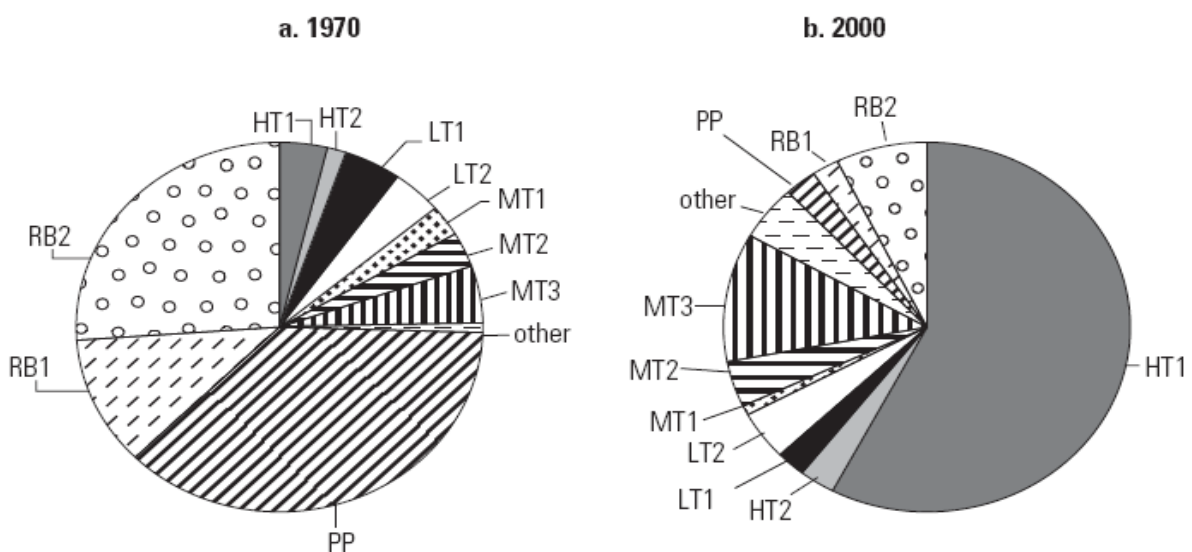 a. 1970
HT1
HT2
LT1
LT2
MT1
MT2
MT3
other
PP
RB1
RB2
b. 2000
RB2
RB1
PP
other
MT3
MT2
MT1
LT2
LT1
HT2
HT1